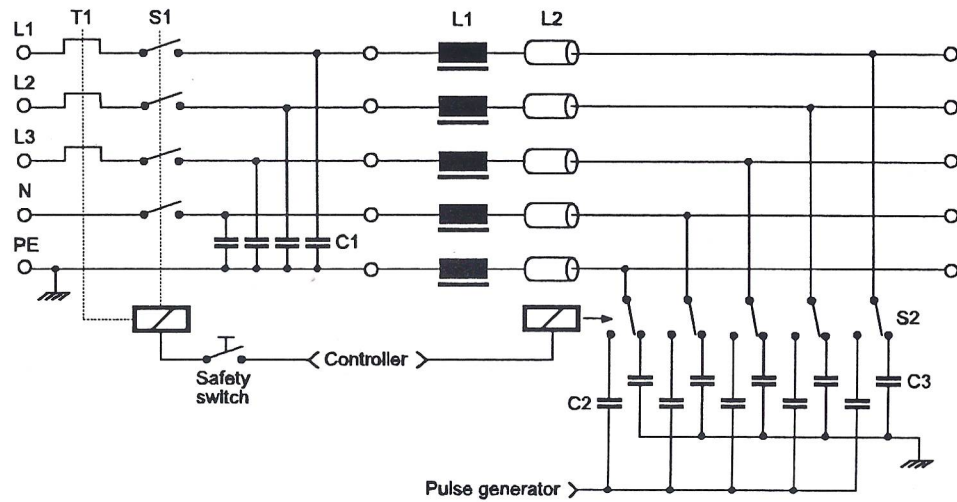 L1 T1 S1 L1 L2
L2
L3
N
PE
C1
S2
Safety
switch
Controller
C2
C3
Pulse generator